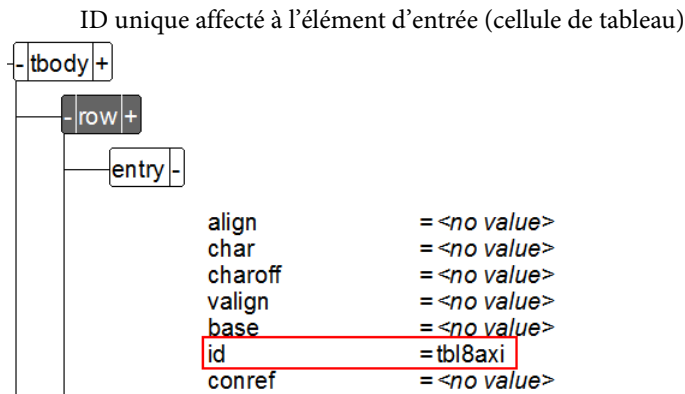 ID unique affecté à l’élément d’entrée (cellule de tableau)
- tbody +
- row +
entry -
align = <no value>
char = <no value>
charoff = <no value>
valign = <no value>
base = <no value>
id = tbl8axi
conref = <no value>